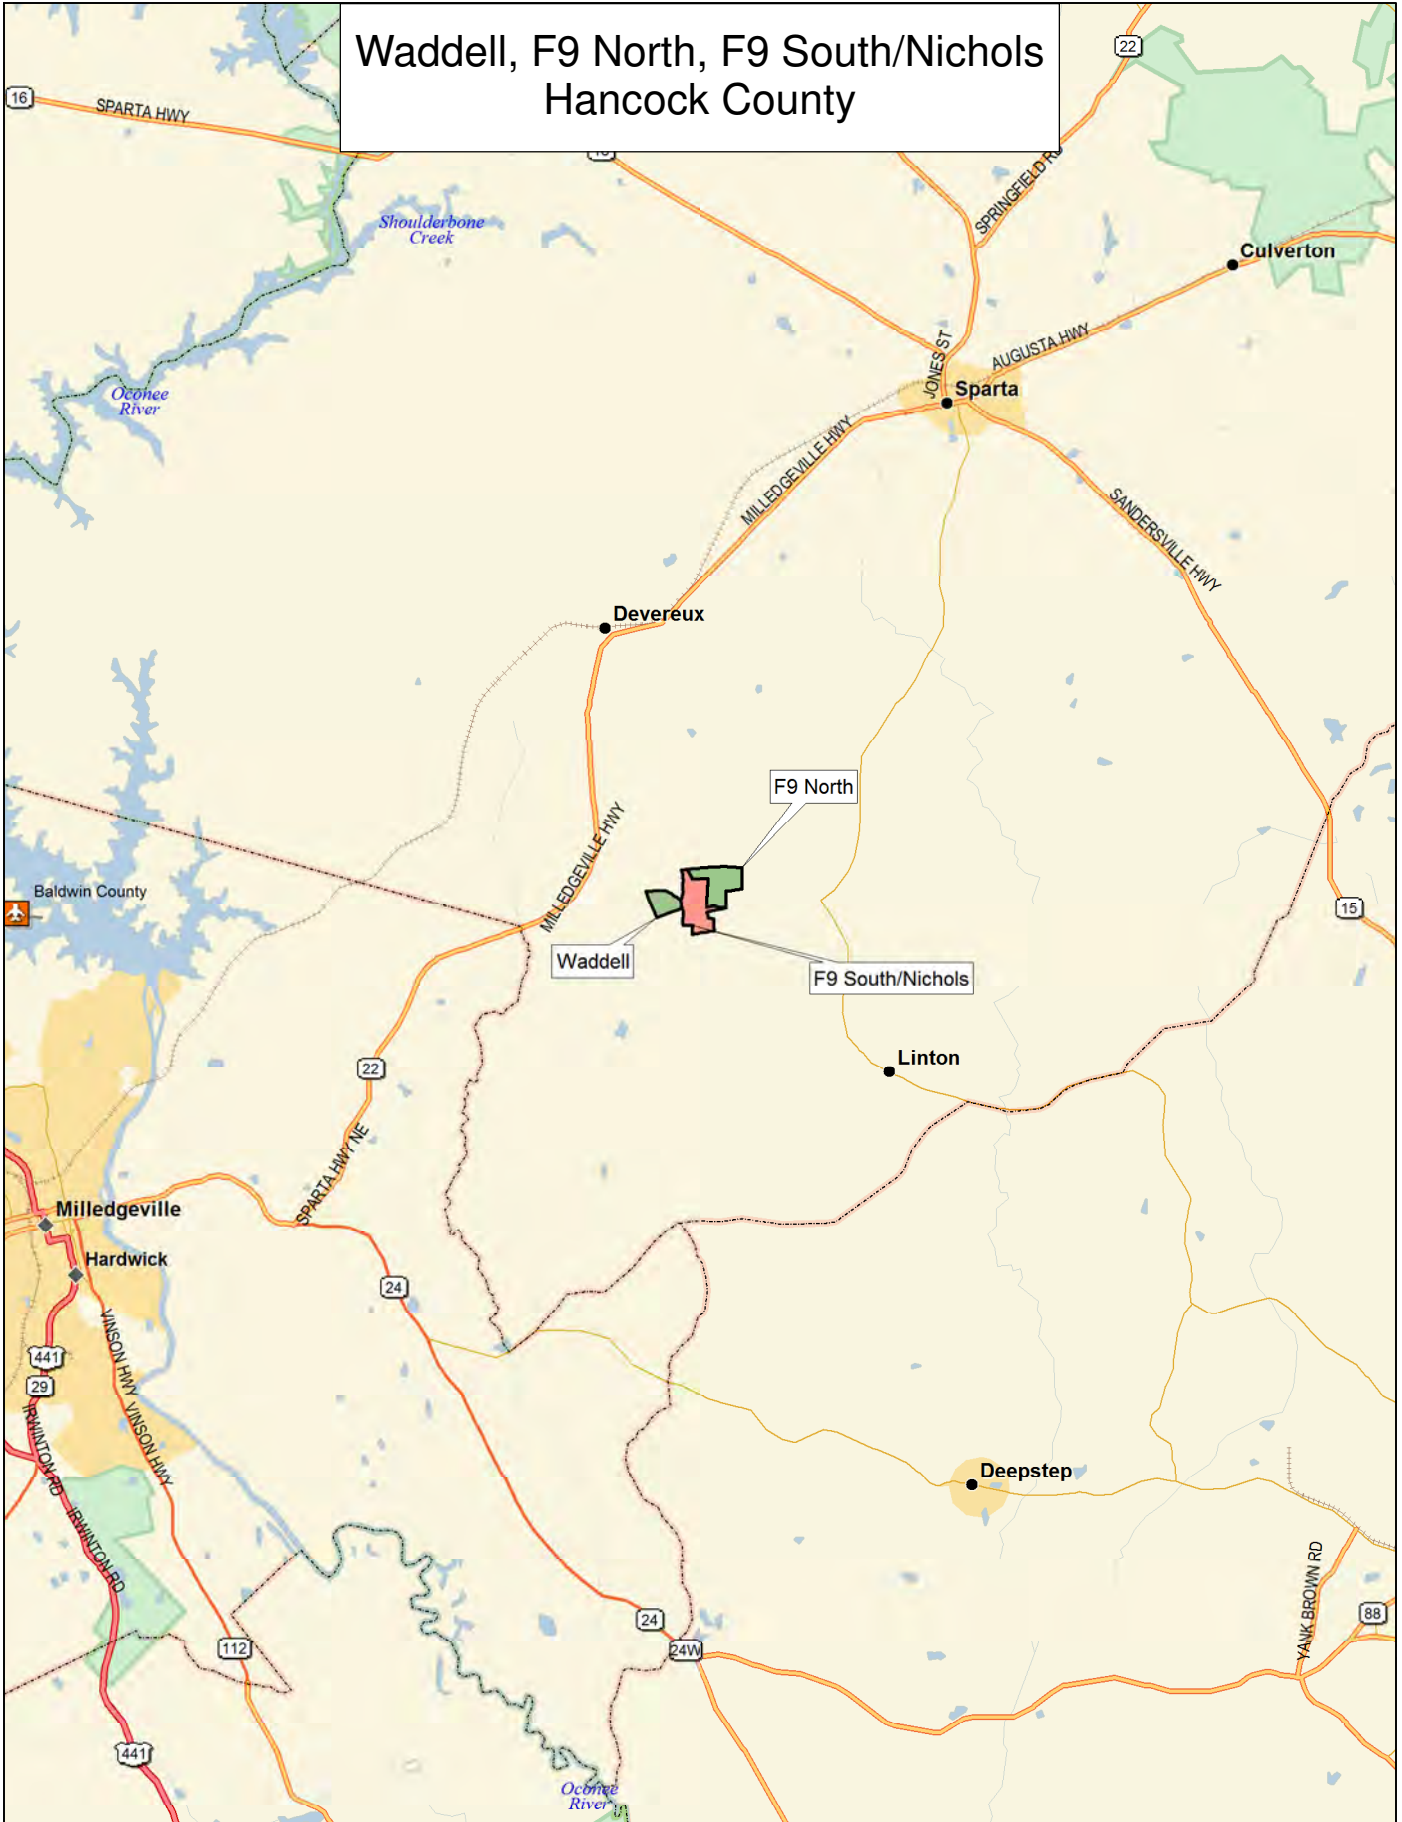 Waddell, F9 North, F9 South/Nichols
Hancock County
22
16
SPARTA HWY
SPRINGFIELD RD
Shoulderbone
Creek
Culverton
AUGUSTA HWY
JONES ST
Sparta
Oconee
River
MILLEDGEVILLE HWY
SANDERSVILLE HWY
Devereux
F9 North
MILLEDGEVILLE HWY
Baldwin County
15
Waddell
F9 South/Nichols
Linton
22
SPARTA HWY NE
Milledgeville
Hardwick
24
VINSON HWY
441
29
IRWINTON RD
VINSON HWY
Deepstep
IRWINTON RD
YANK BROWN RD
88
24
112
24W
441
Oconee
River